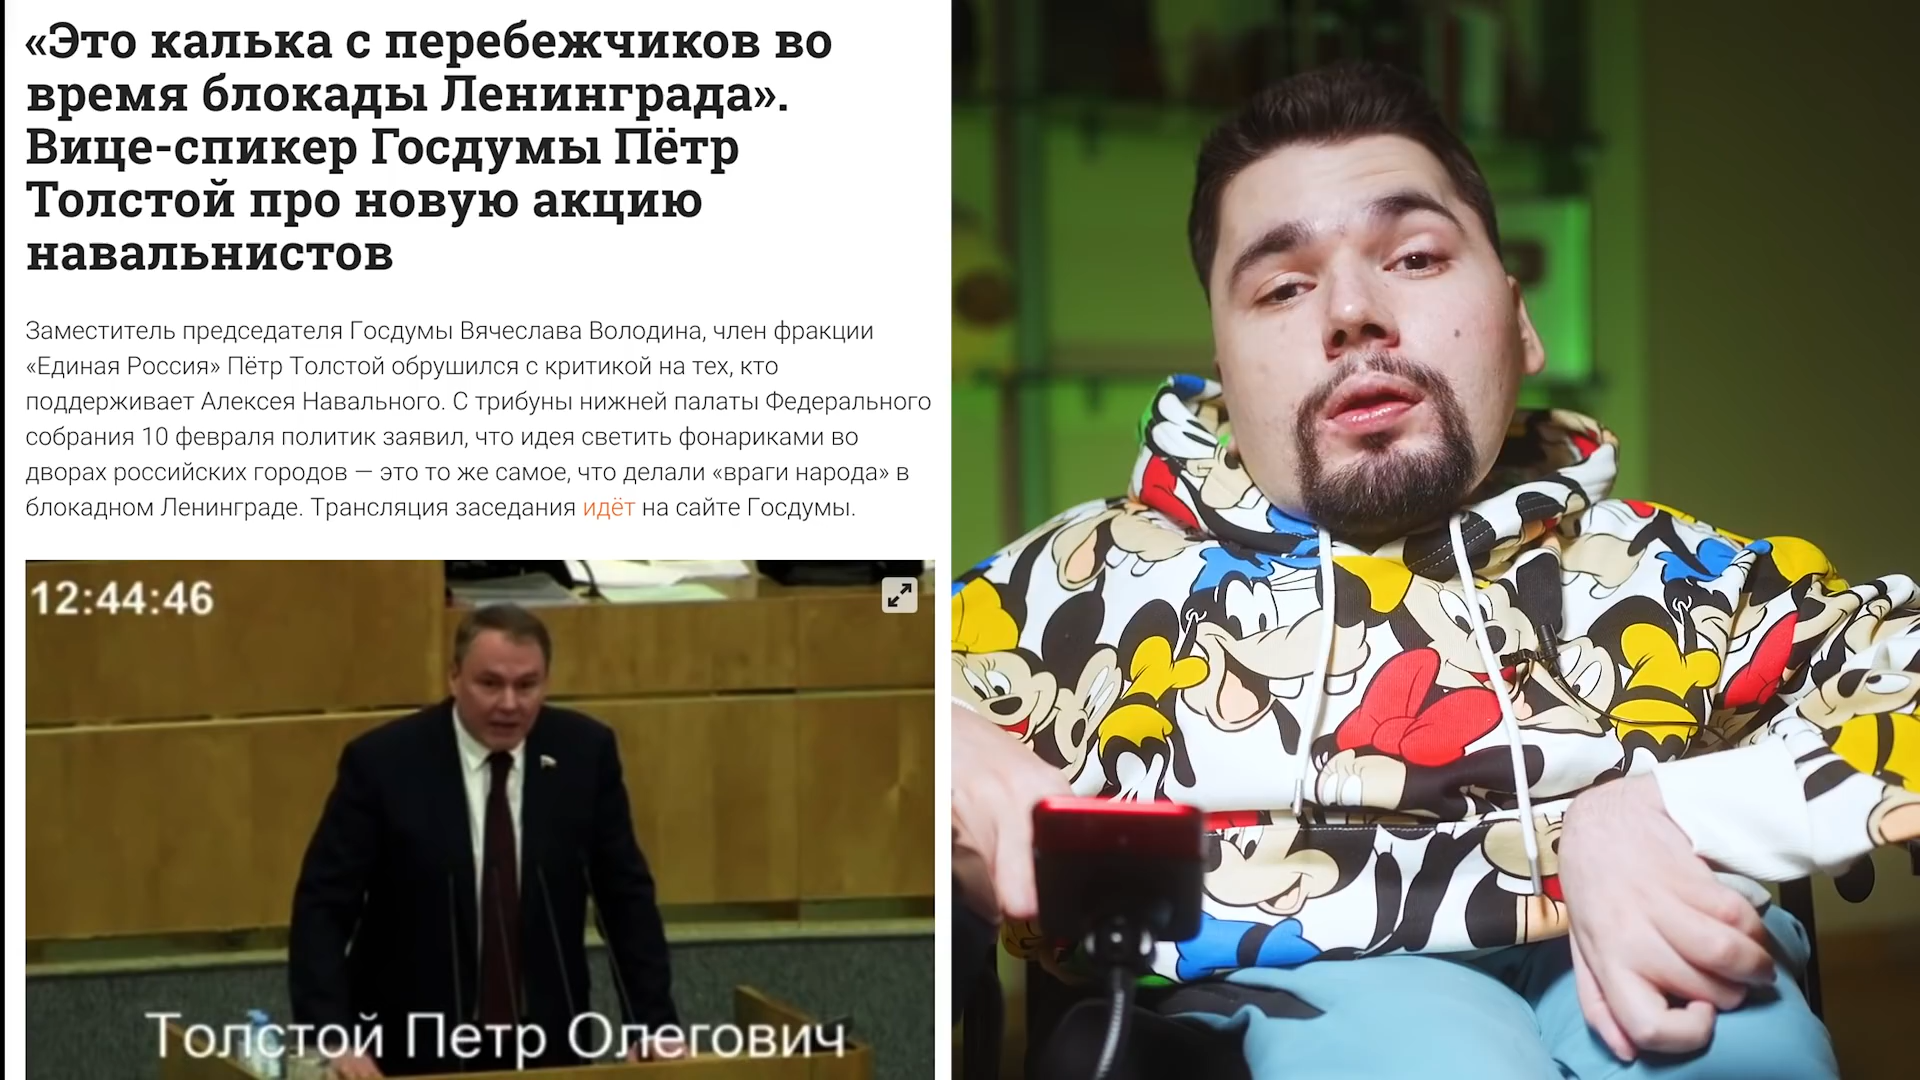 «Это калька с перебежчиков во
время блокады Ленинграда».
Вице-спикер Госдумы Пётр
Толстой про новую акцию
навальнистов
Заместитель председателя Госдумы Вячеслава Володина, член фракции
«Единая Россия» Пётр Толстой обрушился с критикой на тех, кто
поддерживает Алексея Навального. С трибуны нижней палаты Федерального
собрания 10 февраля политик заявил, что идея светить фонариками во
дворах российских городов — это то же самое, что делали «враги народа» в
блокадном Ленинграде. Трансляция заседания идёт на сайте Госдумы.
12:44:46
Толстой Петр Олегович